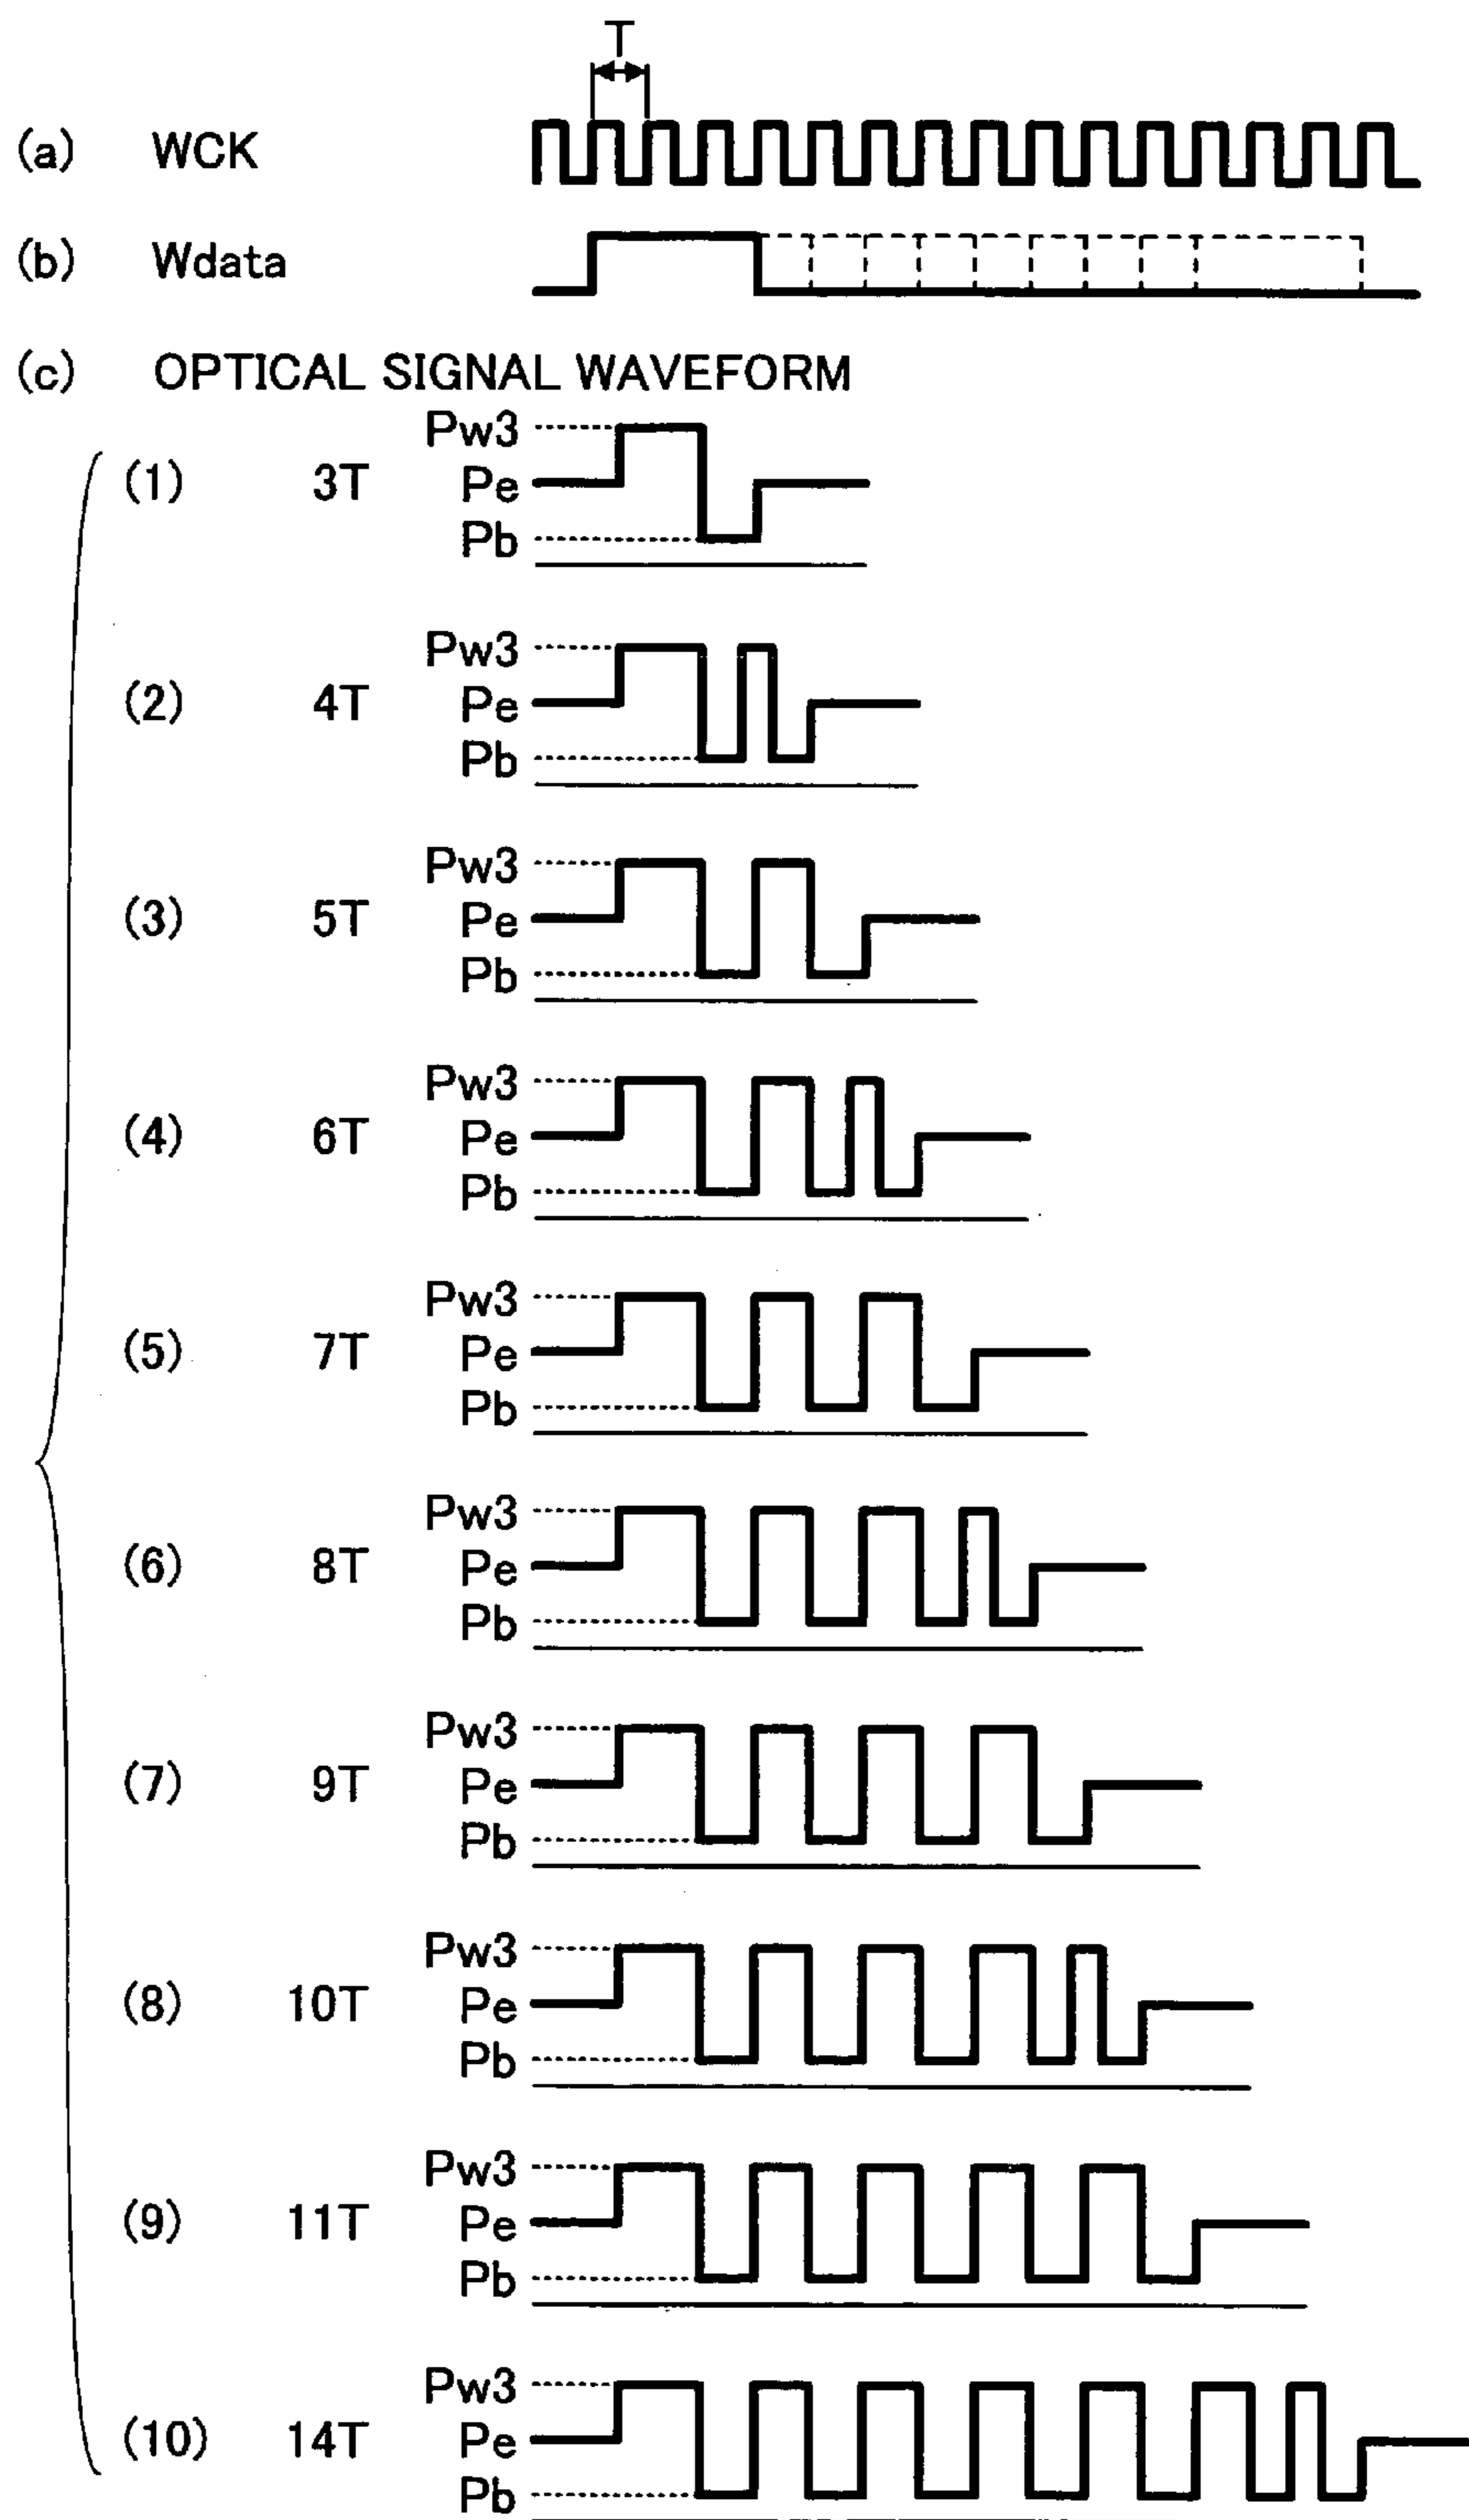 T
(a) WCK
(b) Wdata
(c) OPTICAL SIGNAL WAVEFORM
Pw3
(1) 3T Pe
Pb
Pw3
(2) 4T Pe
Pb
Pw3
(3) 5T Pe
Pb
Pw3
(4) 6T Pe
Pb
Pw3
(5) 7T Pe
Pb
Pw3
(6) 8T Pe
Pb
Pw3
(7) 9T Pe
Pb
Pw3
(8) 10T Pe
Pb
Pw3
(9) 11T Pe
Pb
Pw3
(10) 14T Pe
Pb